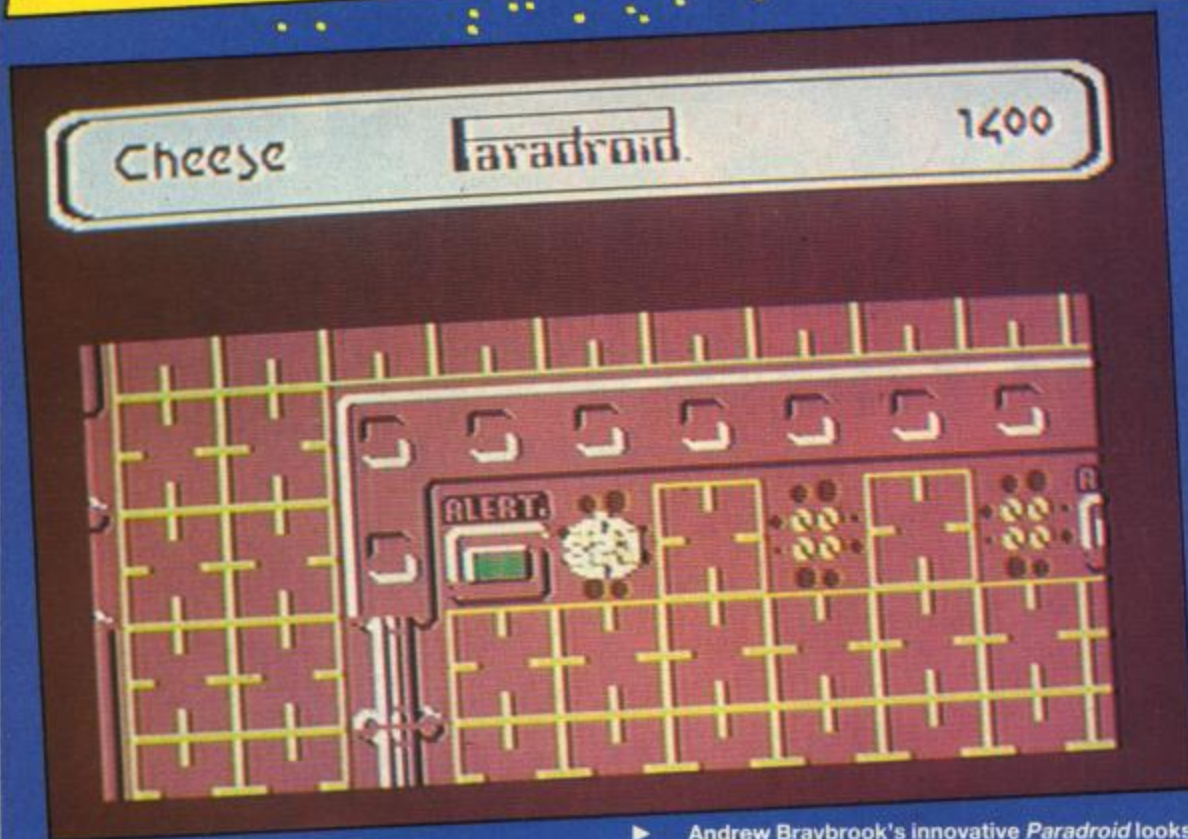 Cheese Paradroid. 1400
ALERT:
Andrew Braybrook's innovative Paradroid looks